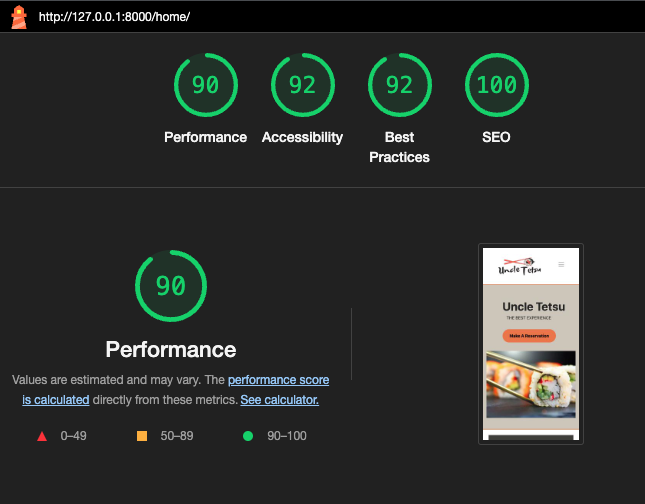 http://127.0.0.1:8000/home/
90 92 92 100
Performance Accessibility Best Practices SEO
90
Performance
Values are estimated and may vary. The performance score
is calculated directly from these metrics. See calculator.
0–49 50–89 90–100
Uncle Tetsu
Uncle Tetsu
THE BEST EXPERIENCE
Make A Reservation